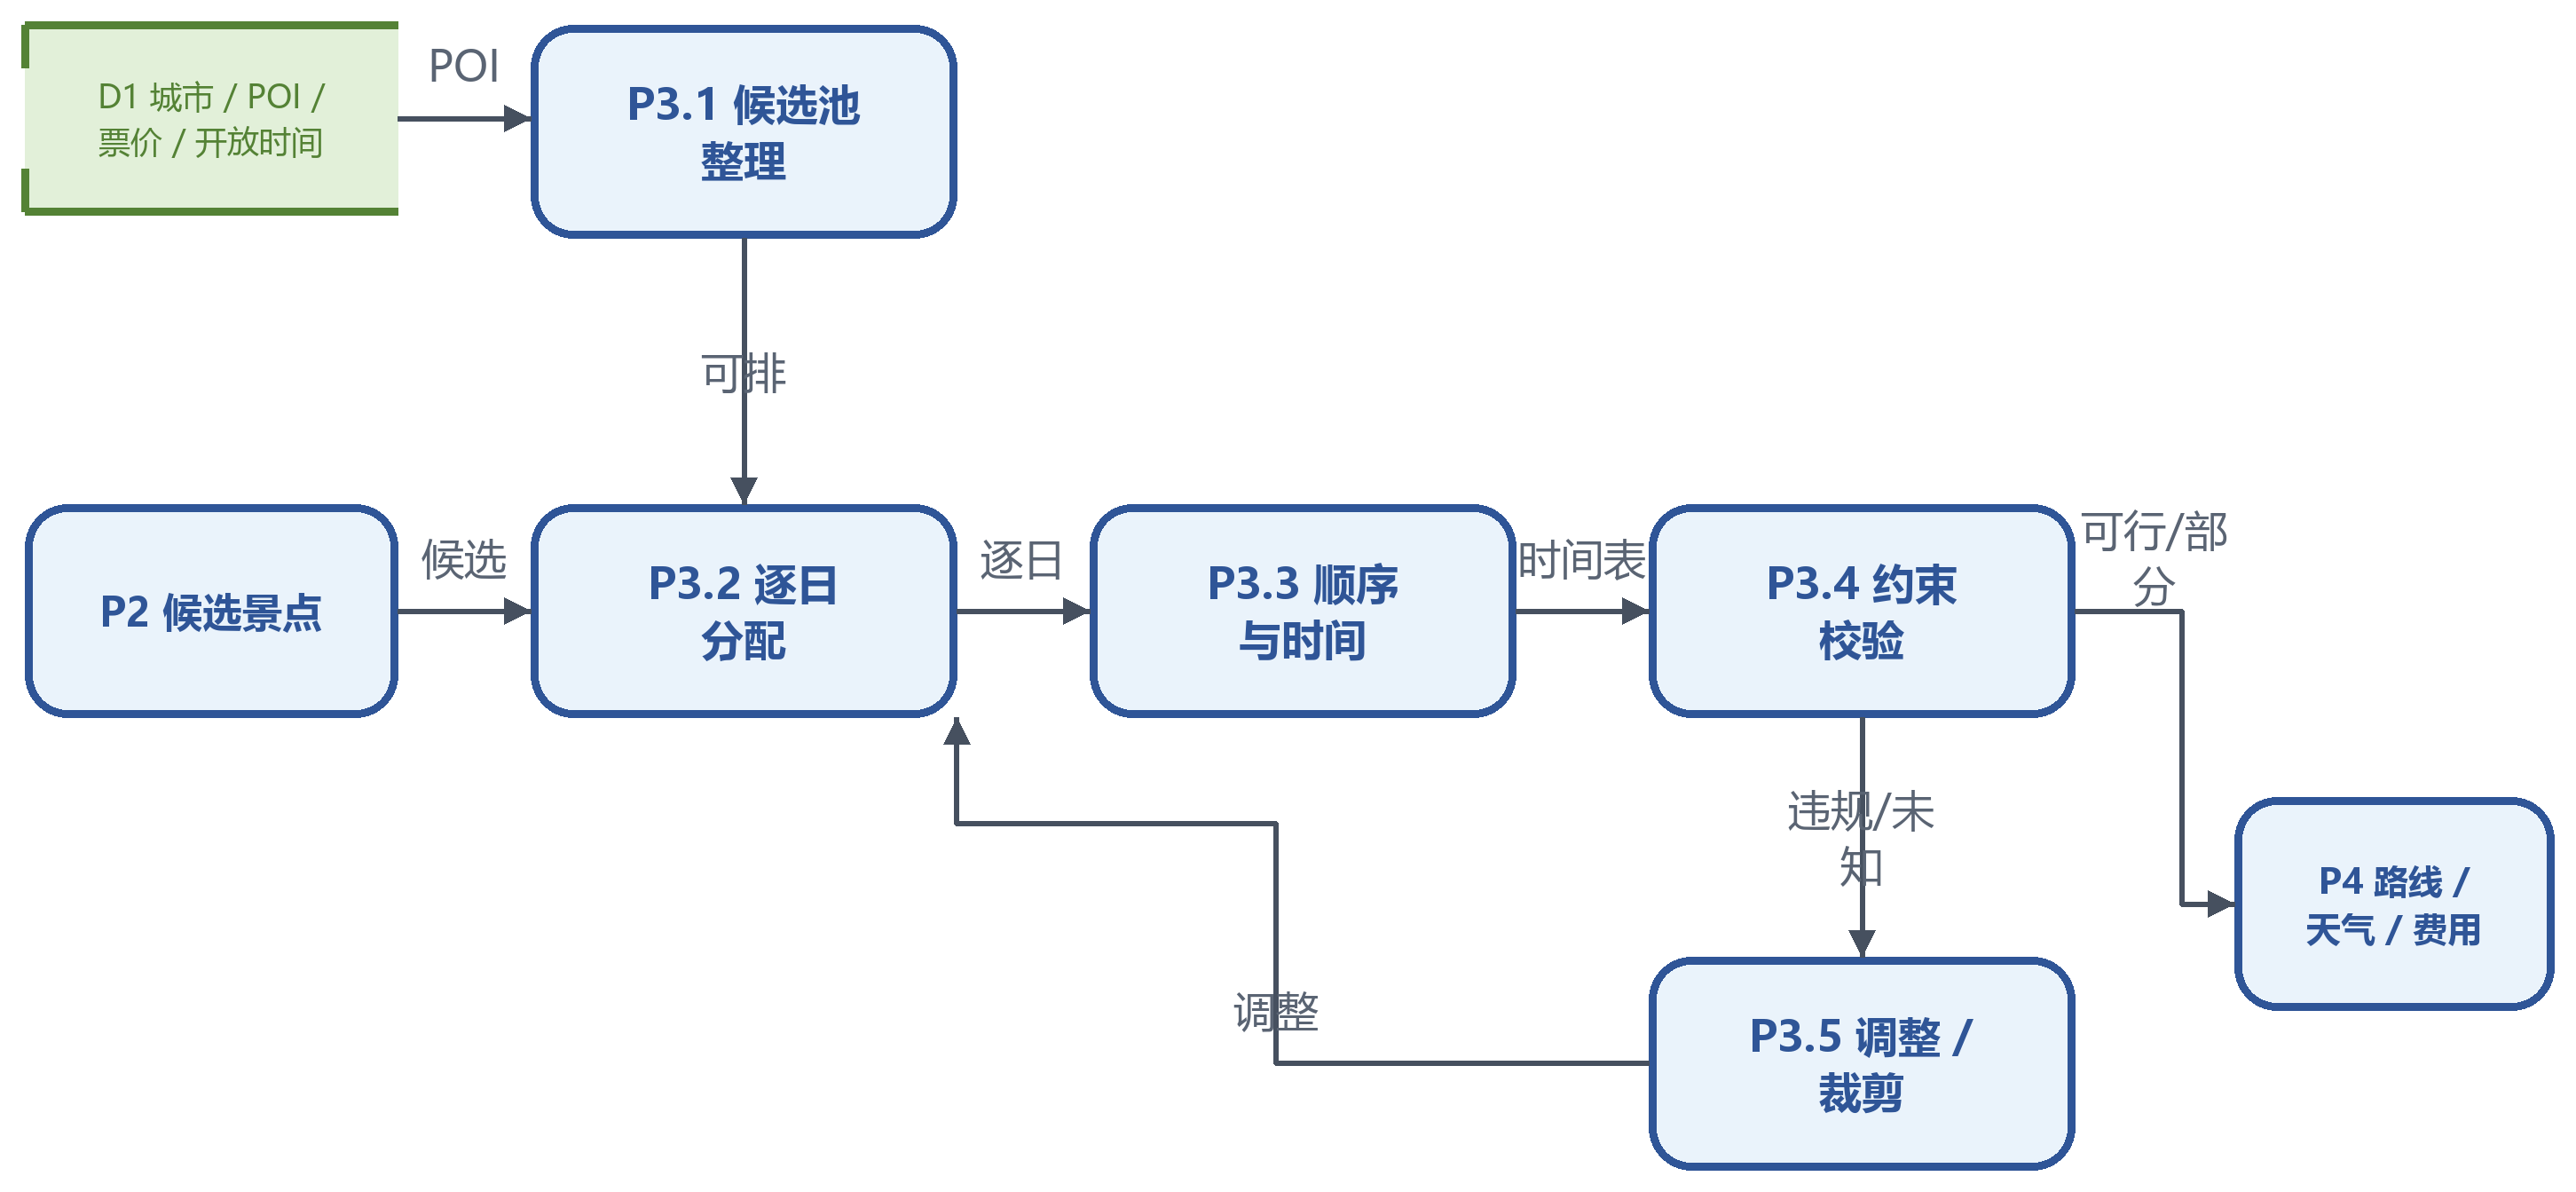 D1 城市 / POI /
票价 / 开放时间
POI
P3.1 候选池
整理
可排
P2 候选景点
候选
P3.2 逐日
分配
逐日
P3.3 顺序
与时间
时间表
P3.4 约束
校验
可行/部
分
违规/未
知
P4 路线 /
天气 / 费用
调整
P3.5 调整 /
裁剪